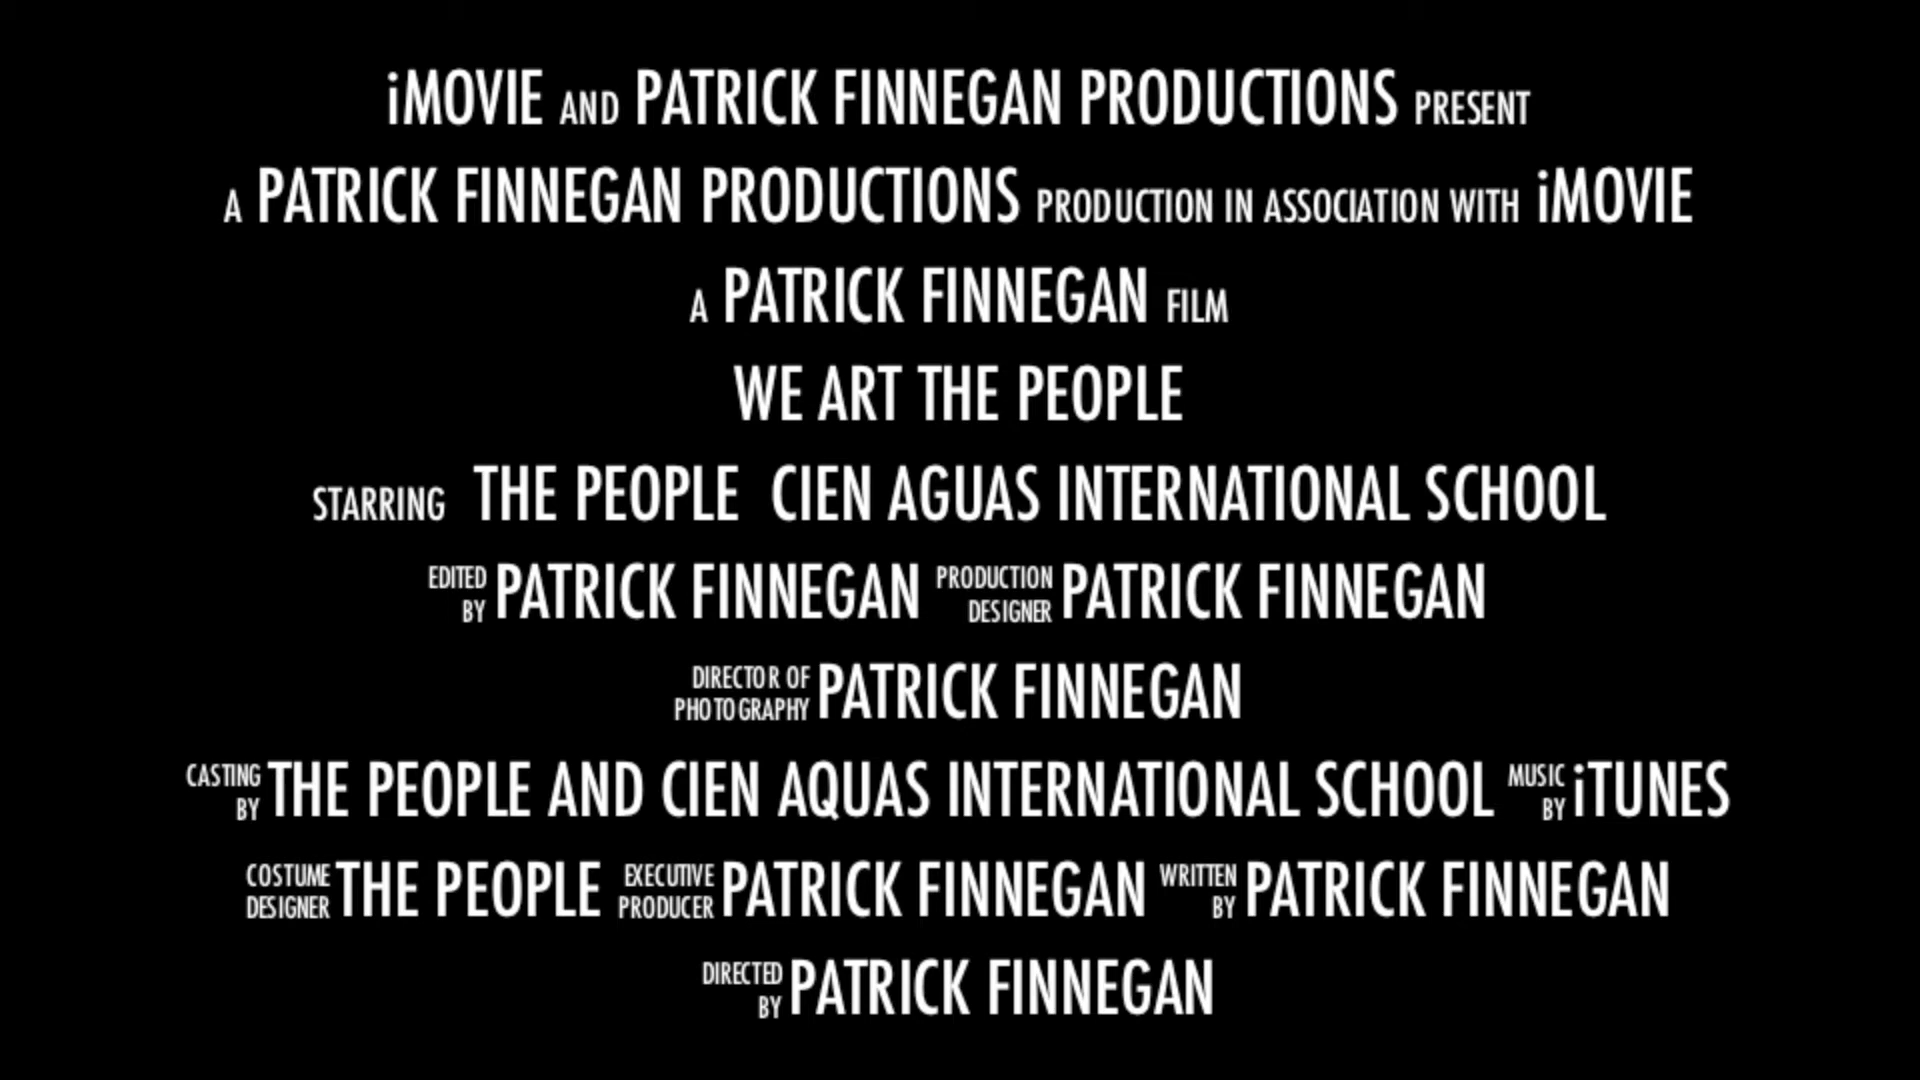 iMOVIE AND PATRICK FINNEGAN PRODUCTIONS PRESENT
A PATRICK FINNEGAN PRODUCTIONS PRODUCTION IN ASSOCIATION WITH iMOVIE
A PATRICK FINNEGAN FILM
WE ART THE PEOPLE
STARRING THE PEOPLE CIEN AGUAS INTERNATIONAL SCHOOL
EDITED BY PATRICK FINNEGAN PRODUCTION DESIGNER PATRICK FINNEGAN
DIRECTOR OF PHOTOGRAPHY PATRICK FINNEGAN
CASTING BY THE PEOPLE AND CIEN AQUAS INTERNATIONAL SCHOOL MUSIC BY iTUNES
COSTUME DESIGNER THE PEOPLE EXECUTIVE PRODUCER PATRICK FINNEGAN WRITTEN BY PATRICK FINNEGAN
DIRECTED BY PATRICK FINNEGAN